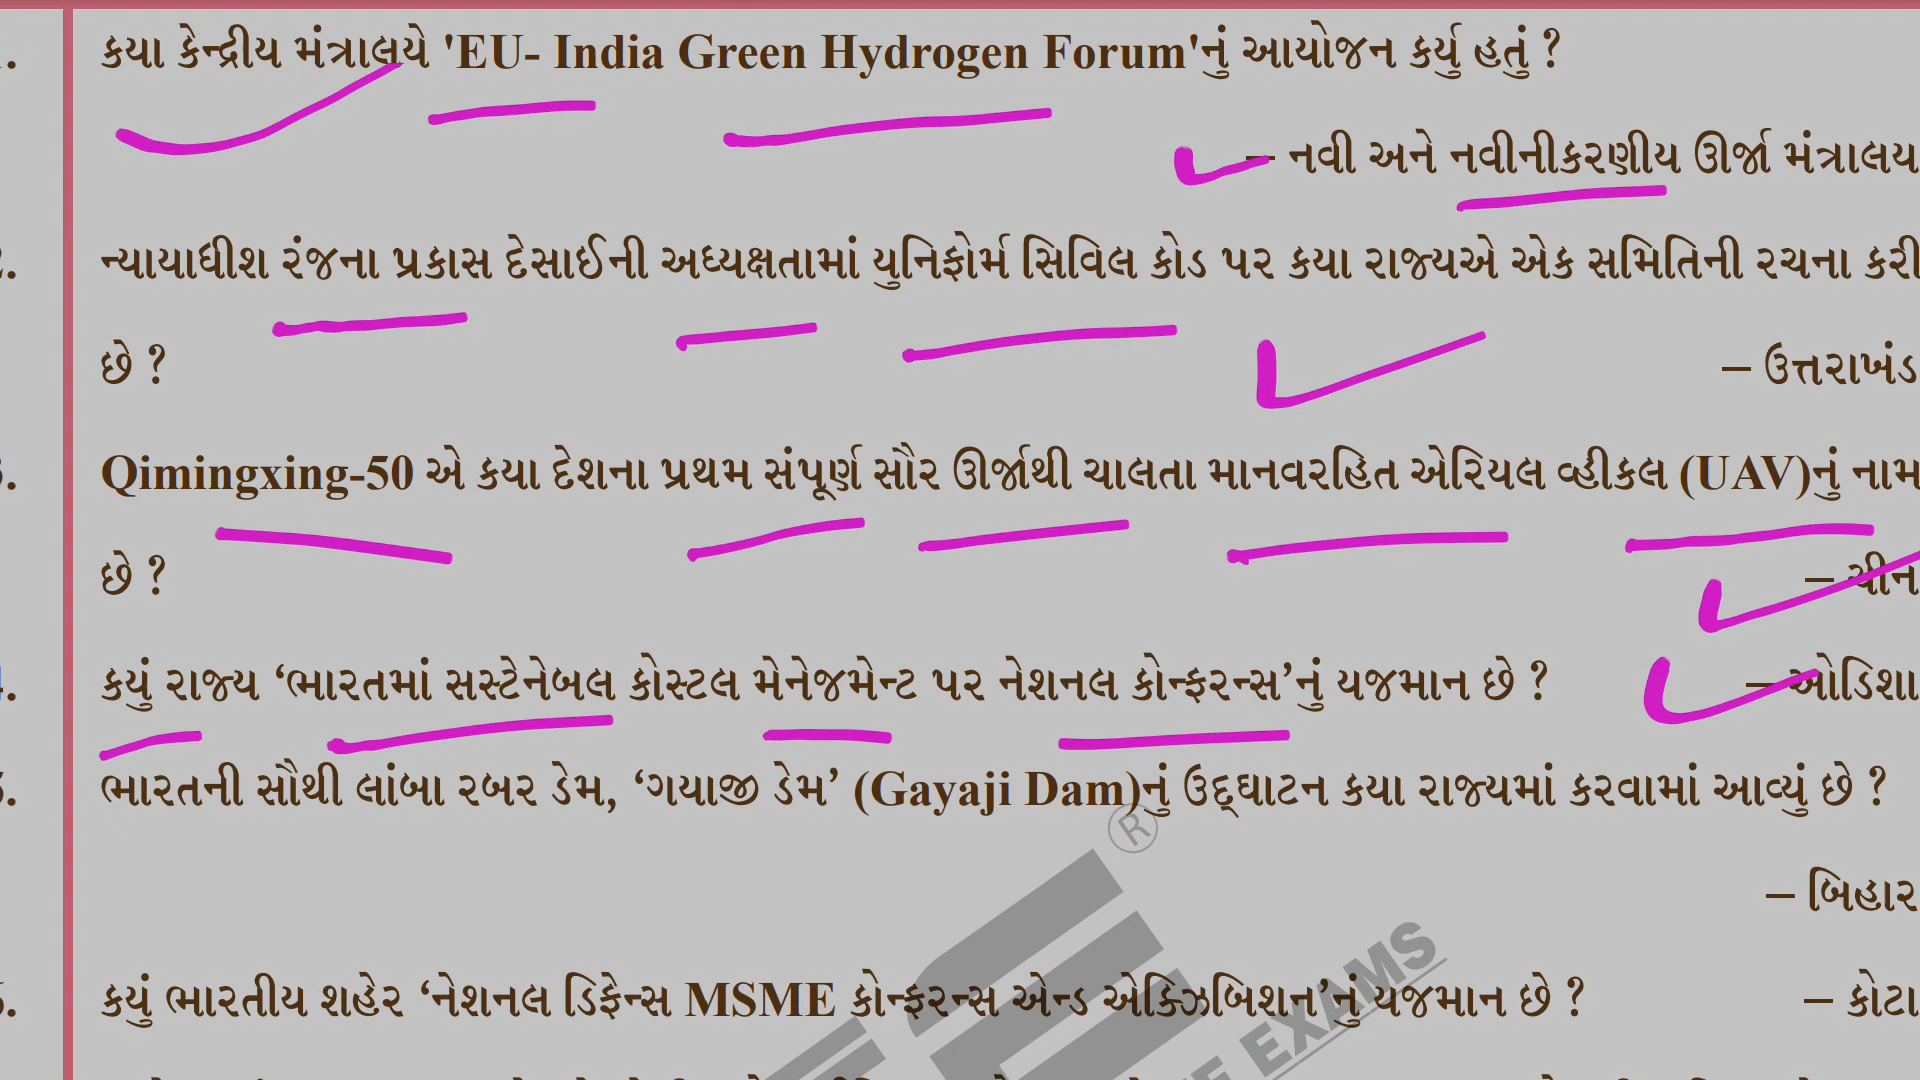 કયા કેન્દ્રીય મંત્રાલયે 'EU- India Green Hydrogen Forum'નું આયોજન કર્યુ હતું ?
– નવી અને નવીનીકરણીય ઊર્જા મંત્રાલય
ન્યાયાધીશ રંજના પ્રકાસ દેસાઈની અધ્યક્ષતામાં યુનિફોર્મ સિવિલ કોડ પર કયા રાજ્યએ એક સમિતિની રચના કરી
છે ?
– ઉત્તરાખંડ
Qimingxing-50 એ કયા દેશના પ્રથમ સંપૂર્ણ સૌર ઊર્જાથી ચાલતા માનવરહિત એરિયલ વ્હીકલ (UAV)નું નામ
છે ?
– ચીન
કયું રાજ્ય ‘ભારતમાં સસ્ટેનેબલ કોસ્ટલ મેનેજમેન્ટ પર નેશનલ કોન્ફરન્સ’નું યજમાન છે ? – ઓડિશા
ભારતની સૌથી લાંબા રબર ડેમ, ‘ગયાજી ડેમ’ (Gayaji Dam)નું ઉદ્‌ઘાટન કયા રાજ્યમાં કરવામાં આવ્યું છે ?
®
– બિહાર
કયું ભારતીય શહેર ‘નેશનલ ડિફેન્સ MSME કોન્ફરન્સ એન્ડ એક્ઝિબિશન’નું યજમાન છે ? – કોટા
EXAMS